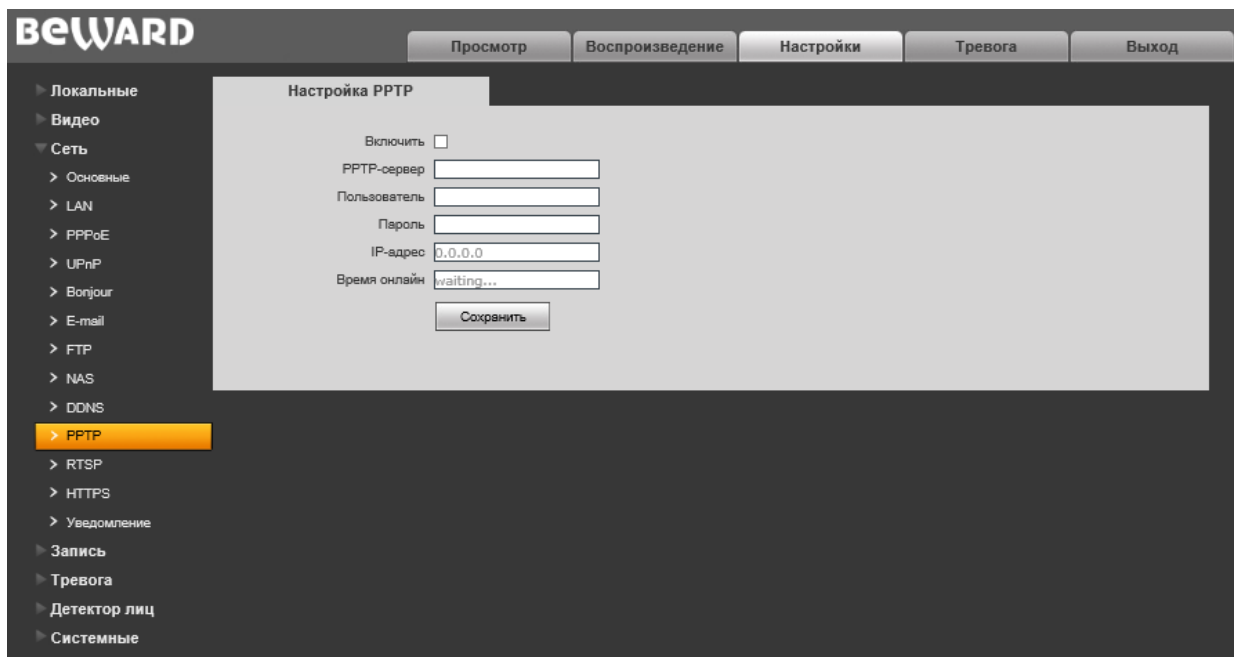 BEWARD
Просмотр Воспроизведение Настройки Тревога Выход
Локальные
Видео
Сеть
> Основные
> LAN
> PPPoE
> UPnP
> Bonjour
> E-mail
> FTP
> NAS
> DDNS
> PPTP
> RTSP
> HTTPS
> Уведомление
Запись
Тревога
Детектор лиц
Системные
Настройка PPTP
Включить
PPTP-сервер
Пользователь
Пароль
IP-адрес 0.0.0.0
Время онлайн waiting...
Сохранить